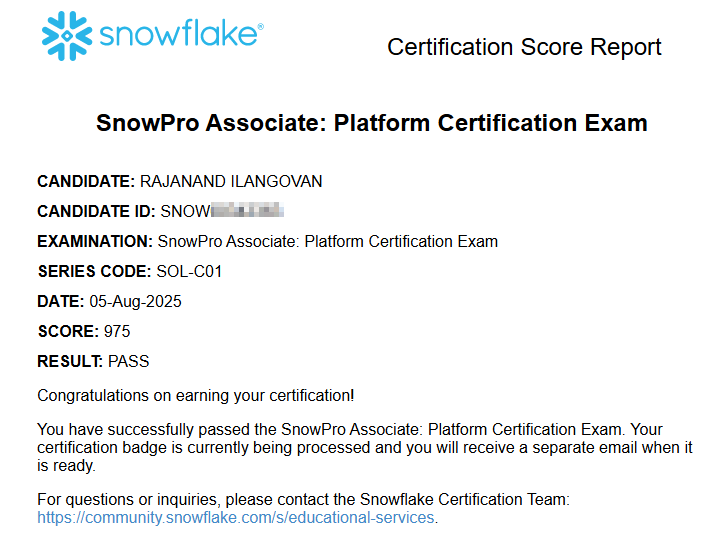 snowflake®
Certification Score Report
SnowPro Associate: Platform Certification Exam
CANDIDATE: RAJANAND ILANGOVAN
CANDIDATE ID: SNOW
EXAMINATION: SnowPro Associate: Platform Certification Exam
SERIES CODE: SOL-C01
DATE: 05-Aug-2025
SCORE: 975
RESULT: PASS
Congratulations on earning your certification!
You have successfully passed the SnowPro Associate: Platform Certification Exam. Your
certification badge is currently being processed and you will receive a separate email when it
is ready.
For questions or inquiries, please contact the Snowflake Certification Team:
https://community.snowflake.com/s/educational-services.